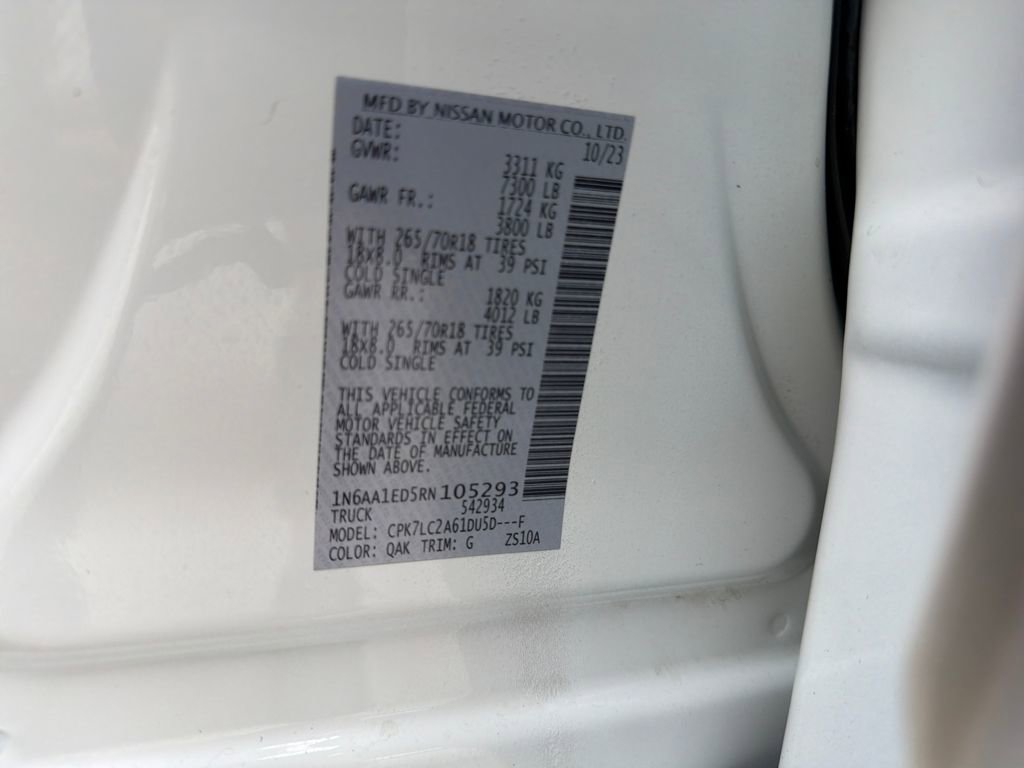 MFD BY NISSAN MOTOR CO., LTD.
DATE: 10/23
GVWR: 3311 KG
7300 LB
GAWR FR.: 1724 KG
3800 LB
WITH 265/70R18 TIRES
18X8.0 RIMS AT 39 PSI
COLD SINGLE
GAWR RR.: 1820 KG
4012 LB
WITH 265/70R18 TIRES
18X8.0 RIMS AT 39 PSI
COLD SINGLE
THIS VEHICLE CONFORMS TO
ALL APPLICABLE FEDERAL
MOTOR VEHICLE SAFETY
STANDARDS IN EFFECT ON
THE DATE OF MANUFACTURE
SHOWN ABOVE.
1N6AA1ED5RN105293
TRUCK 542934
MODEL: CPK7LC2A61DU5D---F
COLOR: QAK TRIM: G ZS10A